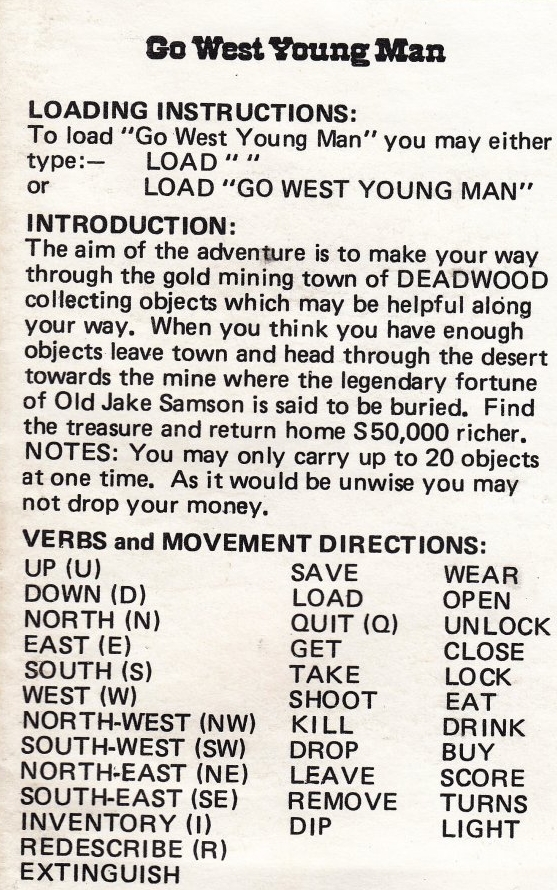 Go West Young Man
LOADING INSTRUCTIONS:
To load "Go West Young Man" you may either
type:— LOAD " "
or LOAD "GO WEST YOUNG MAN"
INTRODUCTION:
The aim of the adventure is to make your way
through the gold mining town of DEADWOOD
collecting objects which may be helpful along
your way. When you think you have enough
objects leave town and head through the desert
towards the mine where the legendary fortune
of Old Jake Samson is said to be buried. Find
the treasure and return home S50,000 richer.
NOTES: You may only carry up to 20 objects
at one time. As it would be unwise you may
not drop your money.
VERBS and MOVEMENT DIRECTIONS:
UP (U) SAVE WEAR
DOWN (D) LOAD OPEN
NORTH (N) QUIT (Q) UNLOCK
EAST (E) GET CLOSE
SOUTH (S) TAKE LOCK
WEST (W) SHOOT EAT
NORTH-WEST (NW) KILL DRINK
SOUTH-WEST (SW) DROP BUY
NORTH-EAST (NE) LEAVE SCORE
SOUTH-EAST (SE) REMOVE TURNS
INVENTORY (I) DIP LIGHT
REDESCRIBE (R)
EXTINGUISH